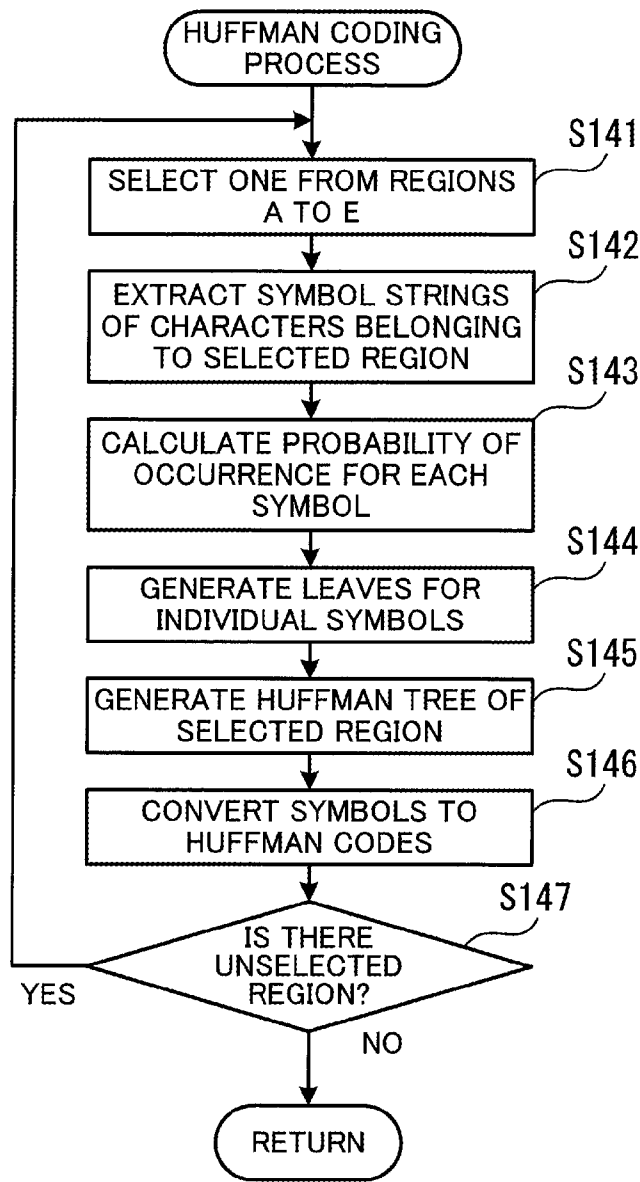 HUFFMAN CODING
PROCESS
S141
SELECT ONE FROM REGIONS
A TO E
S142
EXTRACT SYMBOL STRINGS
OF CHARACTERS BELONGING
TO SELECTED REGION
S143
CALCULATE PROBABILITY OF
OCCURRENCE FOR EACH
SYMBOL
S144
GENERATE LEAVES FOR
INDIVIDUAL SYMBOLS
S145
GENERATE HUFFMAN TREE OF
SELECTED REGION
S146
CONVERT SYMBOLS TO
HUFFMAN CODES
S147
IS THERE
UNSELECTED
REGION?
YES
NO
RETURN